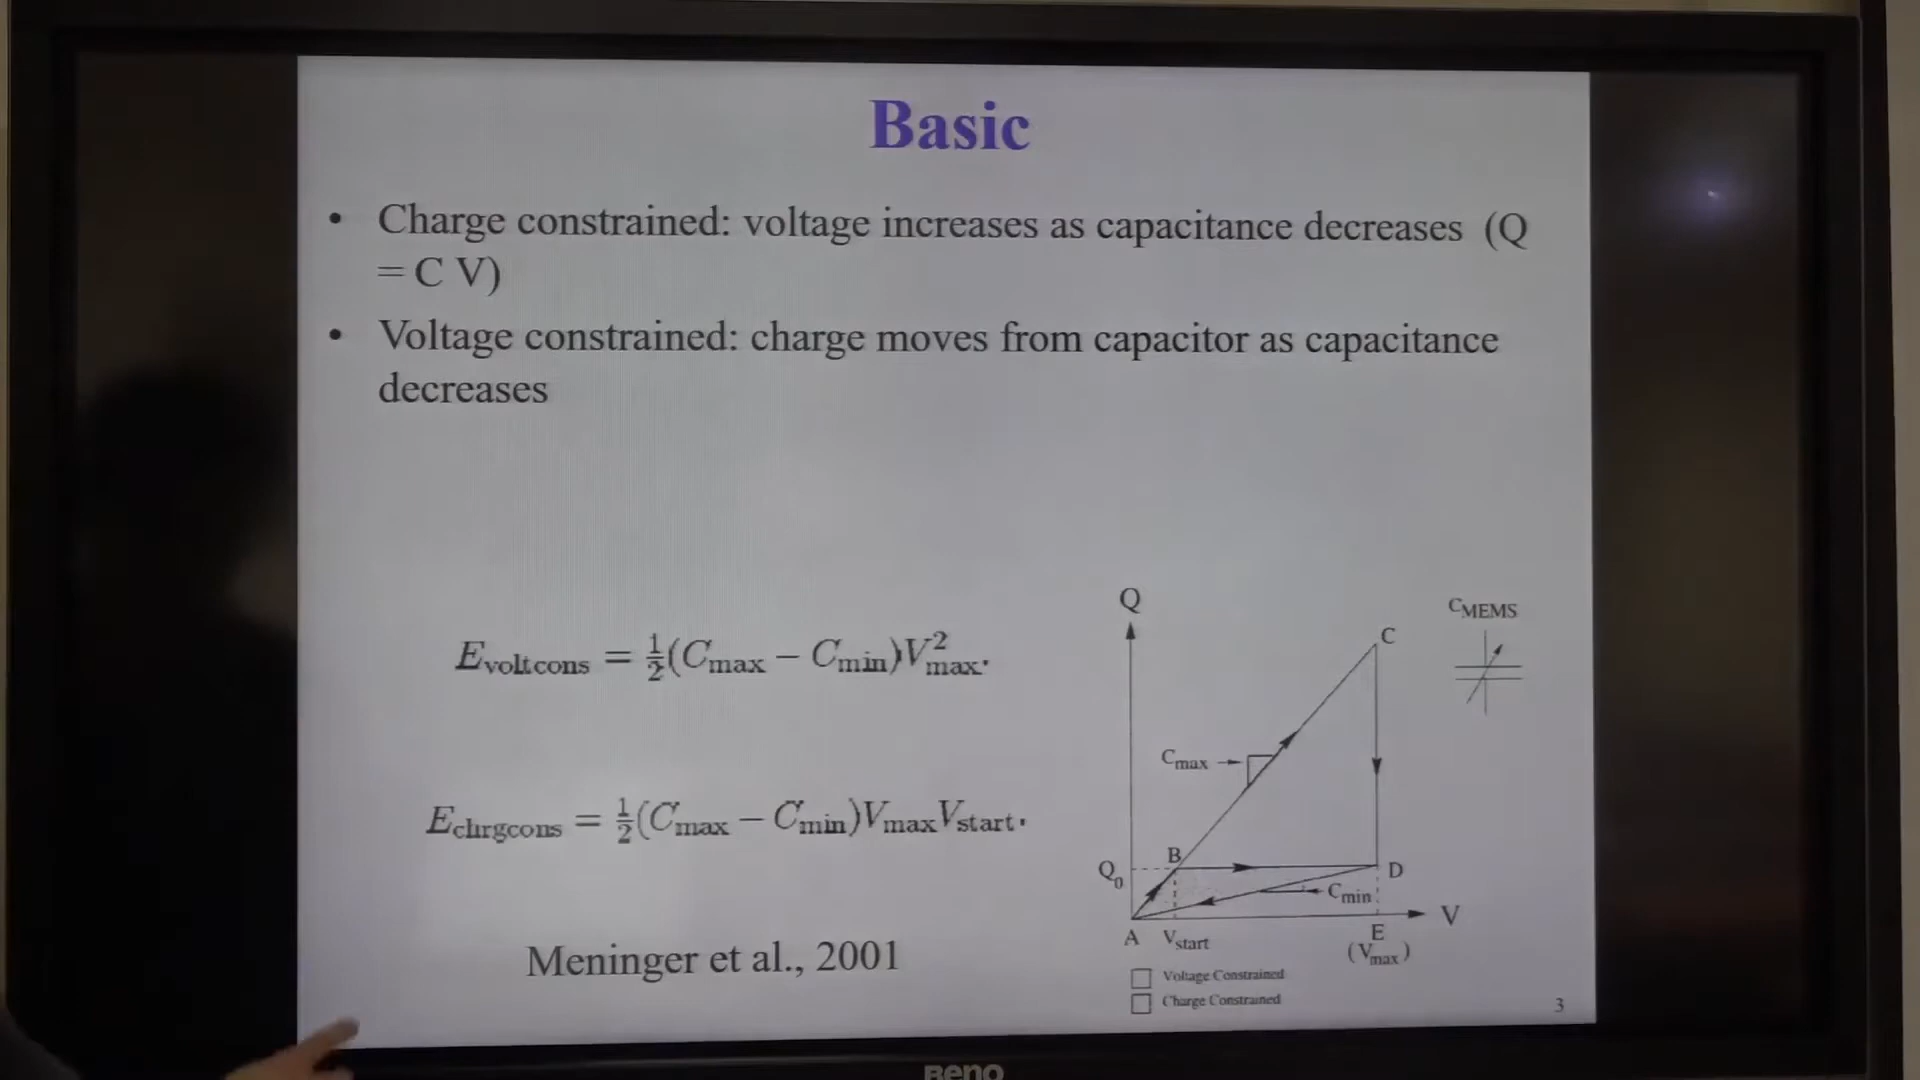 Basic
• Charge constrained: voltage increases as capacitance decreases (Q
= C V)
• Voltage constrained: charge moves from capacitor as capacitance
decreases
E_voltcons = ½(C_max – C_min)V²_max.
E_chrgcons = ½(C_max – C_min)V_max V_start.
Meninger et al., 2001
Q
C_MEMS
C
C_max
B
Q_0
D
C_min
V
A
V_start
E
(V_max)
Voltage Constrained
Charge Constrained
3
BenQ